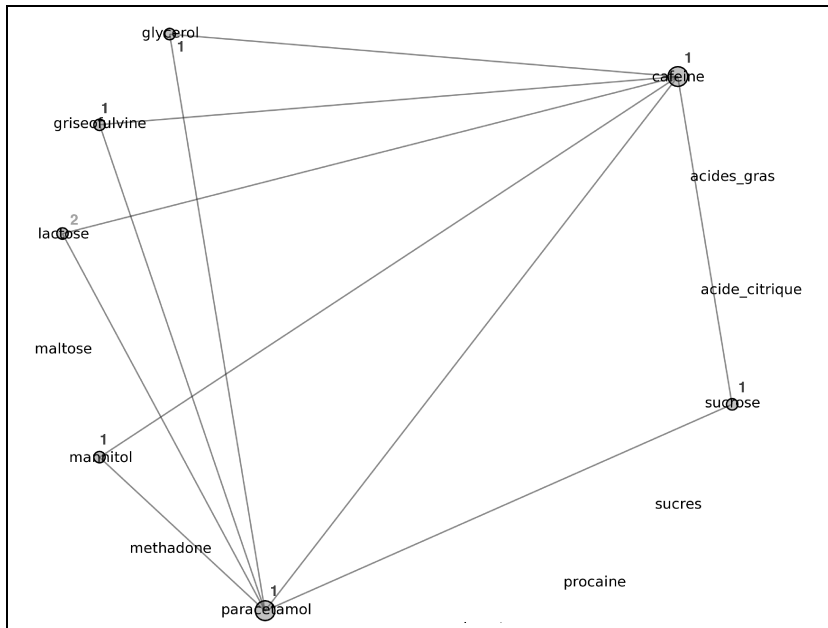 glycerol
1
1
cafeine
1
griseofulvine
acides_gras
2
lactose
acide_citrique
maltose
1
sucrose
1
mannitol
sucres
methadone
procaine
1
paracetamol